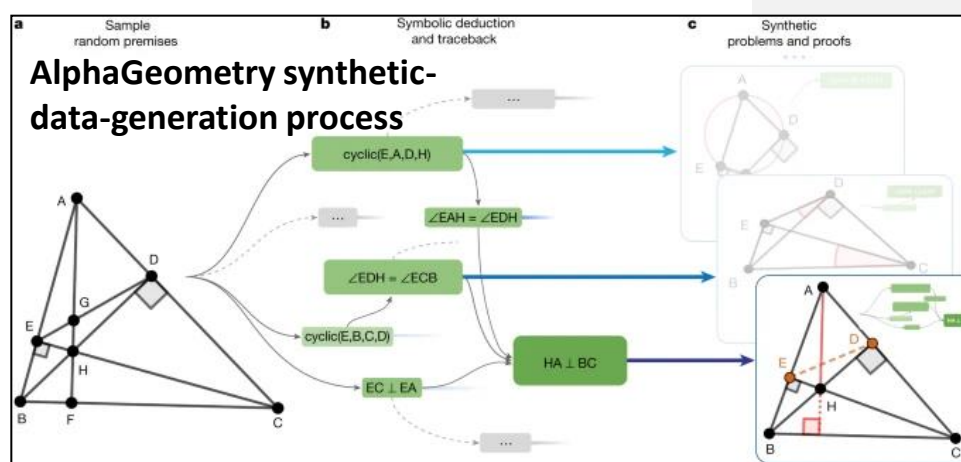 a
Sample
random premises
b
Symbolic deduction
and traceback
c
Synthetic
problems and proofs
AlphaGeometry synthetic-
data-generation process
...
cyclic(E,A,D,H)
∠EAH = ∠EDH
...
∠EDH = ∠ECB
cyclic(E,B,C,D)
HA ⊥ BC
EC ⊥ EA
...
A
D
G
E
H
B
F
C
...
A
D
E
D
E
B
C
A
D
E
H
B
C